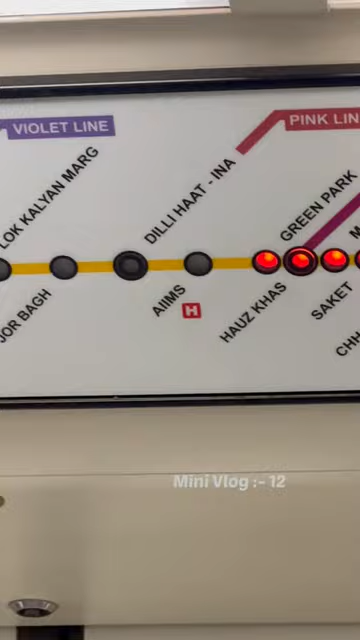 VIOLET LINE
PINK LIN
LOK KALYAN MARG
DILLI HAAT - INA
GREEN PARK
JOR BAGH
AIIMS
H
HAUZ KHAS
SAKET
CHH
Mini Vlog :- 12